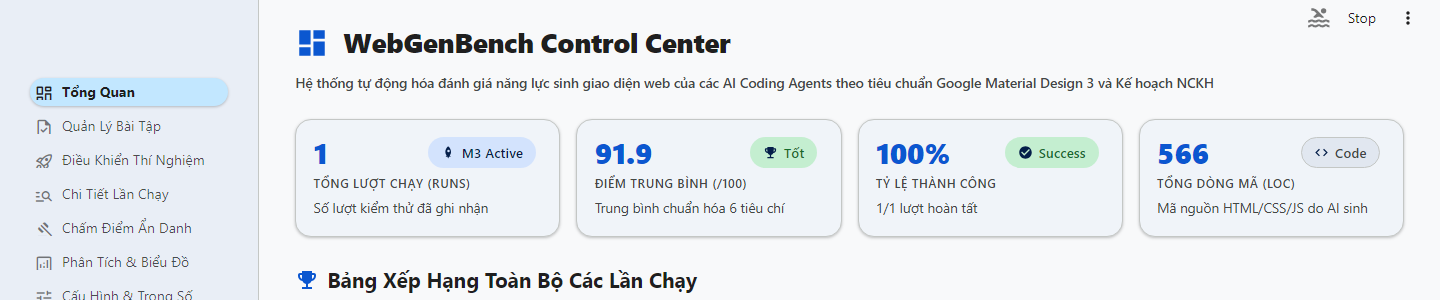 Stop
WebGenBench Control Center
Hệ thống tự động hóa đánh giá năng lực sinh giao diện web của các AI Coding Agents theo tiêu chuẩn Google Material Design 3 và Kế hoạch NCKH
Tổng Quan
Quản Lý Bài Tập
Điều Khiển Thí Nghiệm
Chi Tiết Lần Chạy
Chấm Điểm Ẩn Danh
Phân Tích & Biểu Đồ
Cấu Hình & Trọng Số
1
M3 Active
TỔNG LƯỢT CHẠY (RUNS)
Số lượt kiểm thử đã ghi nhận
91.9
Tốt
ĐIỂM TRUNG BÌNH (/100)
Trung bình chuẩn hóa 6 tiêu chí
100%
Success
TỶ LỆ THÀNH CÔNG
1/1 lượt hoàn tất
566
Code
TỔNG DÒNG MÃ (LOC)
Mã nguồn HTML/CSS/JS do AI sinh
Bảng Xếp Hạng Toàn Bộ Các Lần Chạy